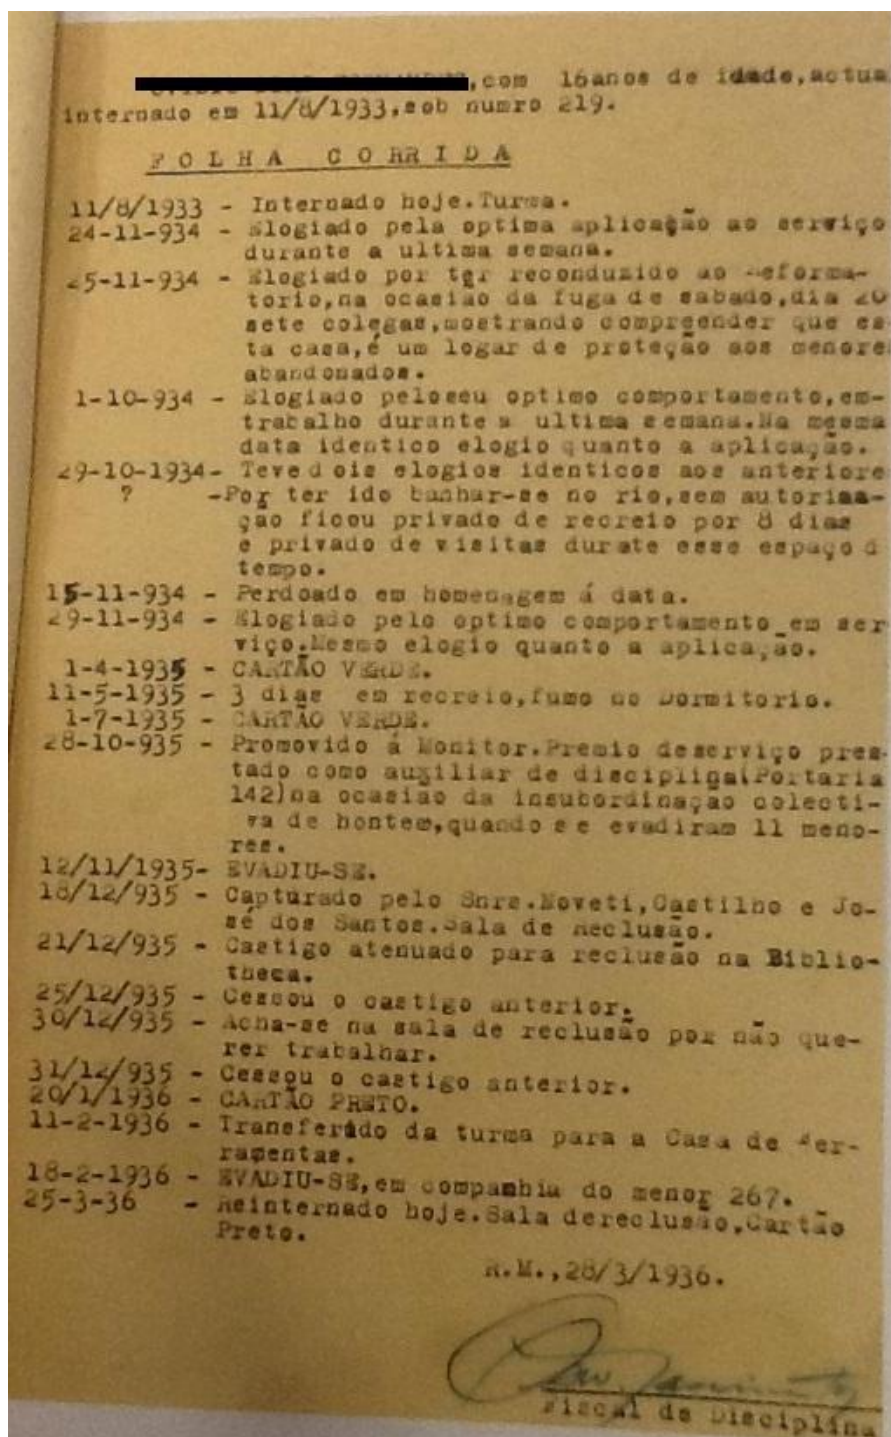 ,com 16anos de idade,actua
internado em 11/8/1933,sob numro 219.
FOLHA CORRIDA
11/8/1933 - Internado hoje.Turma.
24-11-934 - Elogiado pela optima aplicação ao serviço
durante a ultima semana.
25-11-934 - Elogiado por ter reconduzido ao Reforma-
torio,na ocasião da fuga de sabado,dia 20
sete colegas,mostrando compreender que es
ta casa,é um logar de proteção aos menores
abandonados.
1-10-934 - Elogiado peloseu optimo comportamento,em-
trabalho durante a ultima semana.Na mesma
data identico elogio quanto a aplicação.
29-10-1934- Teve dois elogios identicos aos anteriore
? -Por ter ido banhar-se no rio,sem autoriza-
ção ficou privado de recreio por 8 dias
e privado de visitas durate esse espaço d
tempo.
15-11-934 - Perdoado em homenagem á data.
29-11-934 - Elogiado pelo optimo comportamento em ser
viço.Mesmo elogio quanto a aplicação.
1-4-1935 - CARTÃO VERDE.
11-5-1935 - 3 dias em recreio,fumo no Dormitorio.
1-7-1935 - CARTÃO VERDE.
28-10-935 - Promovido á Monitor.Premio deserviço pres-
tado como auxiliar de disciplina(Portaria
142)na ocasião da insubordinação colecti-
va de hontem,quando se evadiram 11 meno-
res.
12/11/1935- EVADIU-SE.
18/12/935 - Capturado pelo Snrs.Noveti,Castilho e Jo-
sé dos Santos.Sala de Reclusão.
21/12/935 - Castigo atenuado para reclusão na Biblio-
theca.
25/12/935 - Cessou o castigo anterior.
30/12/935 - Acha-se na sala de reclusão por não que-
rer trabalhar.
31/12/935 - Cessou o castigo anterior.
20/1/1936 - CARTÃO PRETO.
11-2-1936 - Transferido da turma para a Casa de Fer-
ramentas.
18-2-1936 - EVADIU-SE,em companhia do menor 267.
25-3-36 - Reinternado hoje.Sala dereclusão,Cartão
Preto.
R.M.,28/3/1936.
Fiscal de Disciplina